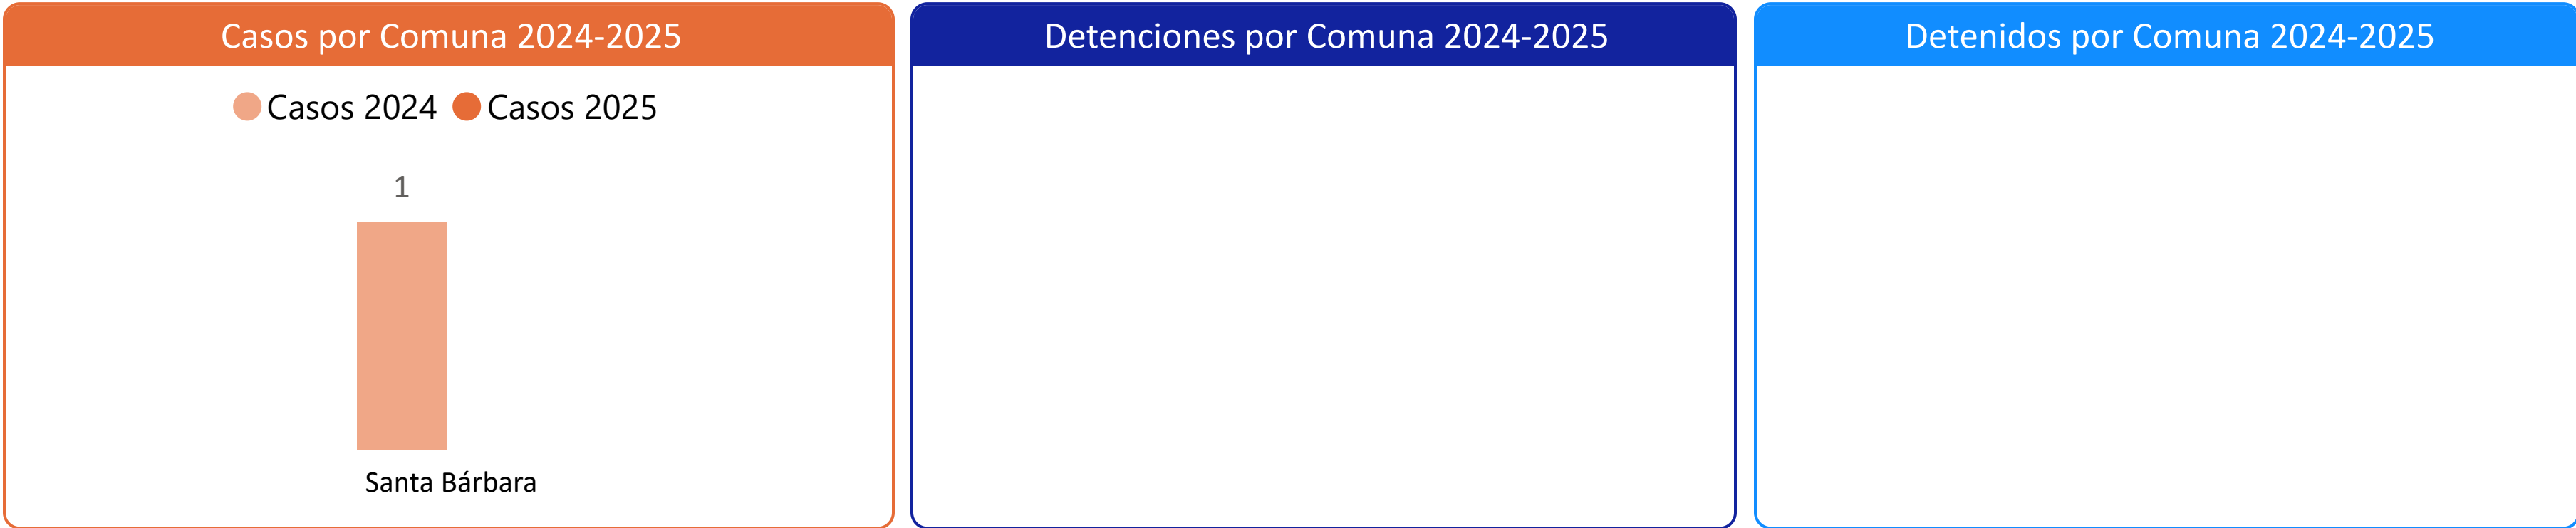 Casos por Comuna 2024-2025
Casos 2024 Casos 2025
1
Santa Bárbara
Detenciones por Comuna 2024-2025
Detenidos por Comuna 2024-2025